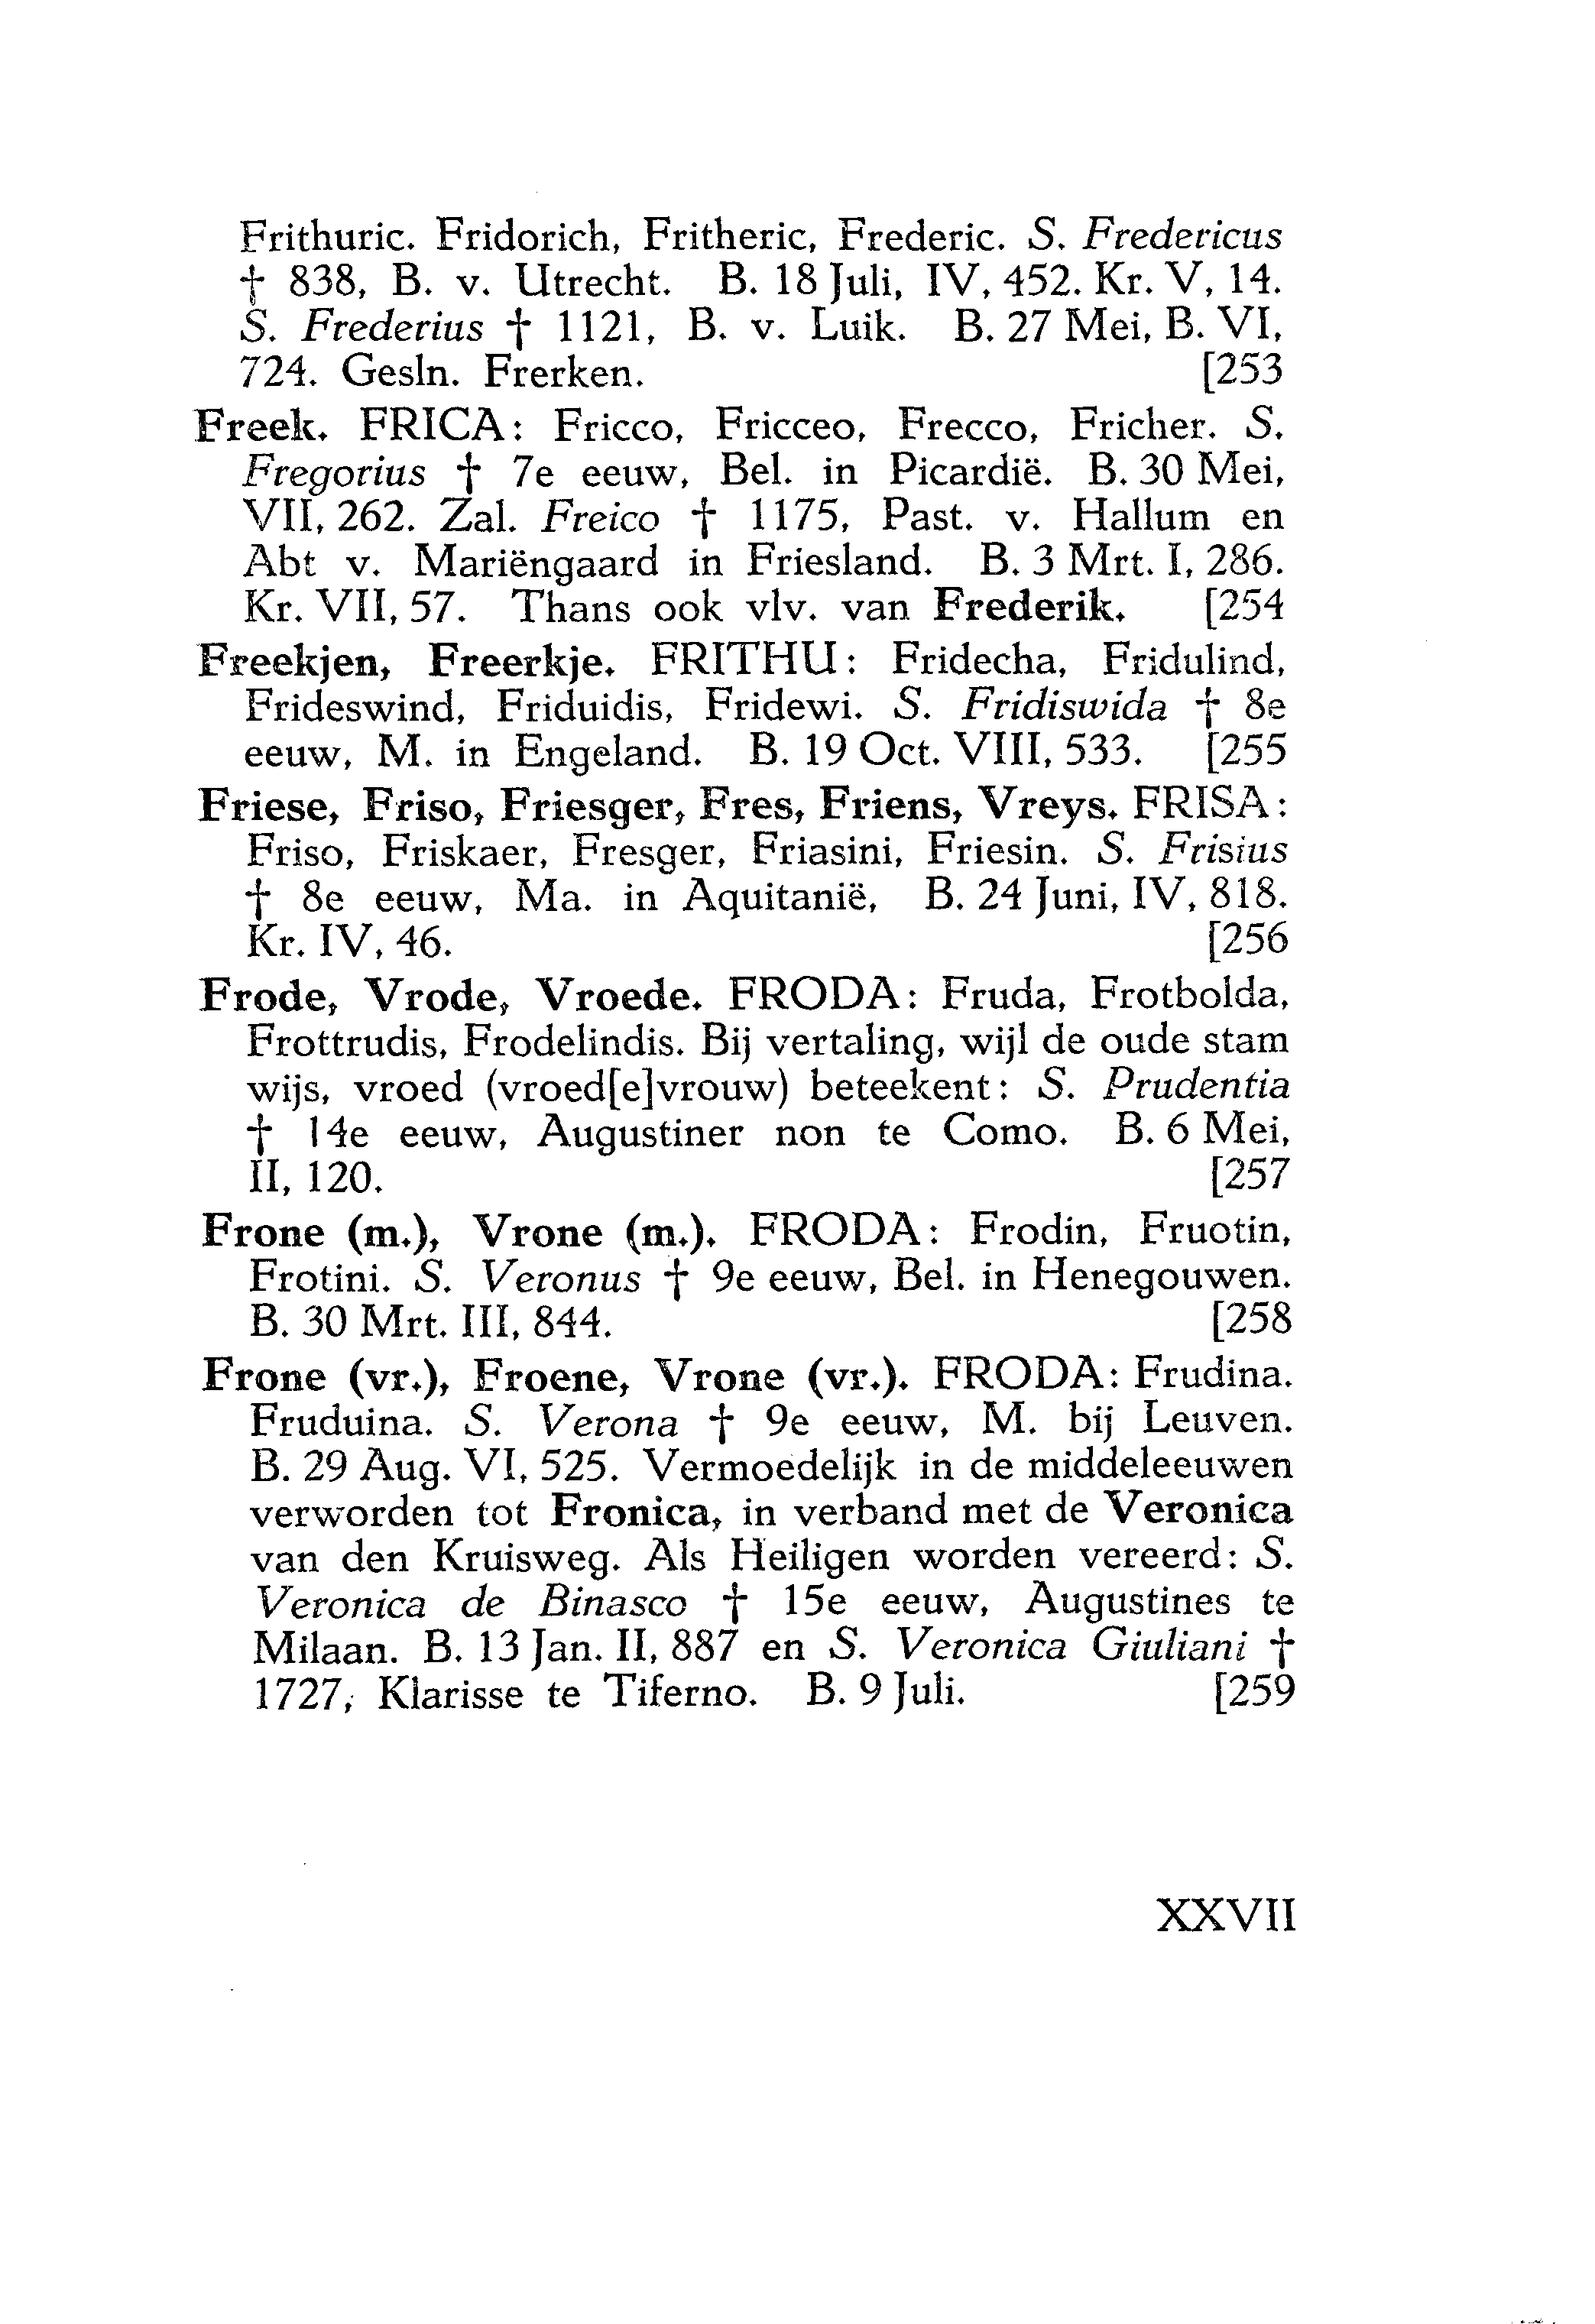 Frithuric. Fridorich, Fritheric, Frederic. S. Fredericus
† 838, B. v. Utrecht. B. 18 Juli, IV, 452. Kr. V, 14.
S. Frederius † 1121, B. v. Luik. B. 27 Mei, B. VI,
724. Gesln. Frerken. [253
Freek. FRICA: Fricco, Fricceo, Frecco, Fricher. S.
Fregorius † 7e eeuw, Bel. in Picardië. B. 30 Mei,
VII, 262. Zal. Freico † 1175, Past. v. Hallum en
Abt v. Mariëngaard in Friesland. B. 3 Mrt. I, 286.
Kr. VII, 57. Thans ook vlv. van Frederik. [254
Freekjen, Freerkje. FRITHU: Fridecha, Fridulind,
Frideswind, Friduidis, Fridewi. S. Fridiswida † 8e
eeuw, M. in Engeland. B. 19 Oct. VIII, 533. [255
Friese, Friso, Friesger, Fres, Friens, Vreys. FRISA:
Friso, Friskaer, Fresger, Friasini, Friesin. S. Frisius
† 8e eeuw, Ma. in Aquitanië, B. 24 Juni, IV, 818.
Kr. IV, 46. [256
Frode, Vrode, Vroede. FRODA: Fruda, Frotbolda,
Frottrudis, Frodelindis. Bij vertaling, wijl de oude stam
wijs, vroed (vroed[e]vrouw) beteekent: S. Prudentia
† 14e eeuw, Augustiner non te Como. B. 6 Mei,
II, 120. [257
Frone (m.), Vrone (m.). FRODA: Frodin, Fruotin,
Frotini. S. Veronus † 9e eeuw, Bel. in Henegouwen.
B. 30 Mrt. III, 844. [258
Frone (vr.), Froene, Vrone (vr.). FRODA: Frudina.
Fruduina. S. Verona † 9e eeuw, M. bij Leuven.
B. 29 Aug. VI, 525. Vermoedelijk in de middeleeuwen
verworden tot Fronica, in verband met de Veronica
van den Kruisweg. Als Heiligen worden vereerd: S.
Veronica de Binasco † 15e eeuw, Augustines te
Milaan. B. 13 Jan. II, 887 en S. Veronica Giuliani †
1727, Klarisse te Tiferno. B. 9 Juli. [259
XXVII